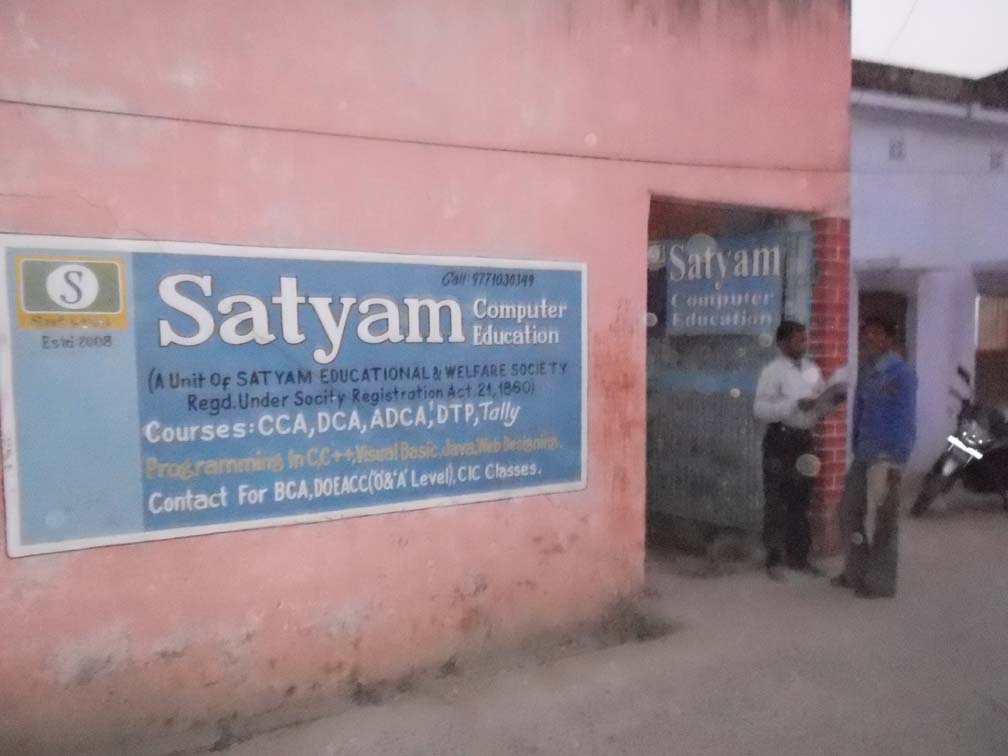 S
Estd 2008
Call: 9771030349
Satyam Computer Education
(A Unit Of SATYAM EDUCATIONAL & WELFARE SOCIETY
Regd. Under Socity Registration Act. 21, 1860)
Courses: CCA, DCA, ADCA, DTP, Tally
Programming In C, C++, Visual Basic, Java, Web Designing.
Contact For BCA, DOEACC('O' & 'A' Level), CIC Classes.
Satyam
Computer
Education